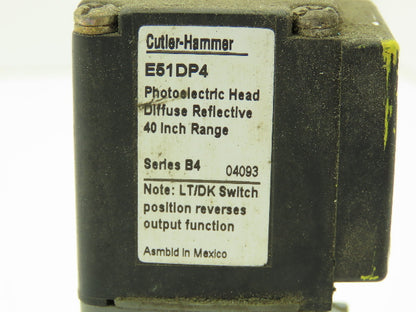 Cutler-Hammer
E51DP4
Photoelectric Head
Diffuse Reflective
40 Inch Range
Series B4 04093
Note: LT/DK Switch
position reverses
output function
Asmbld in Mexico